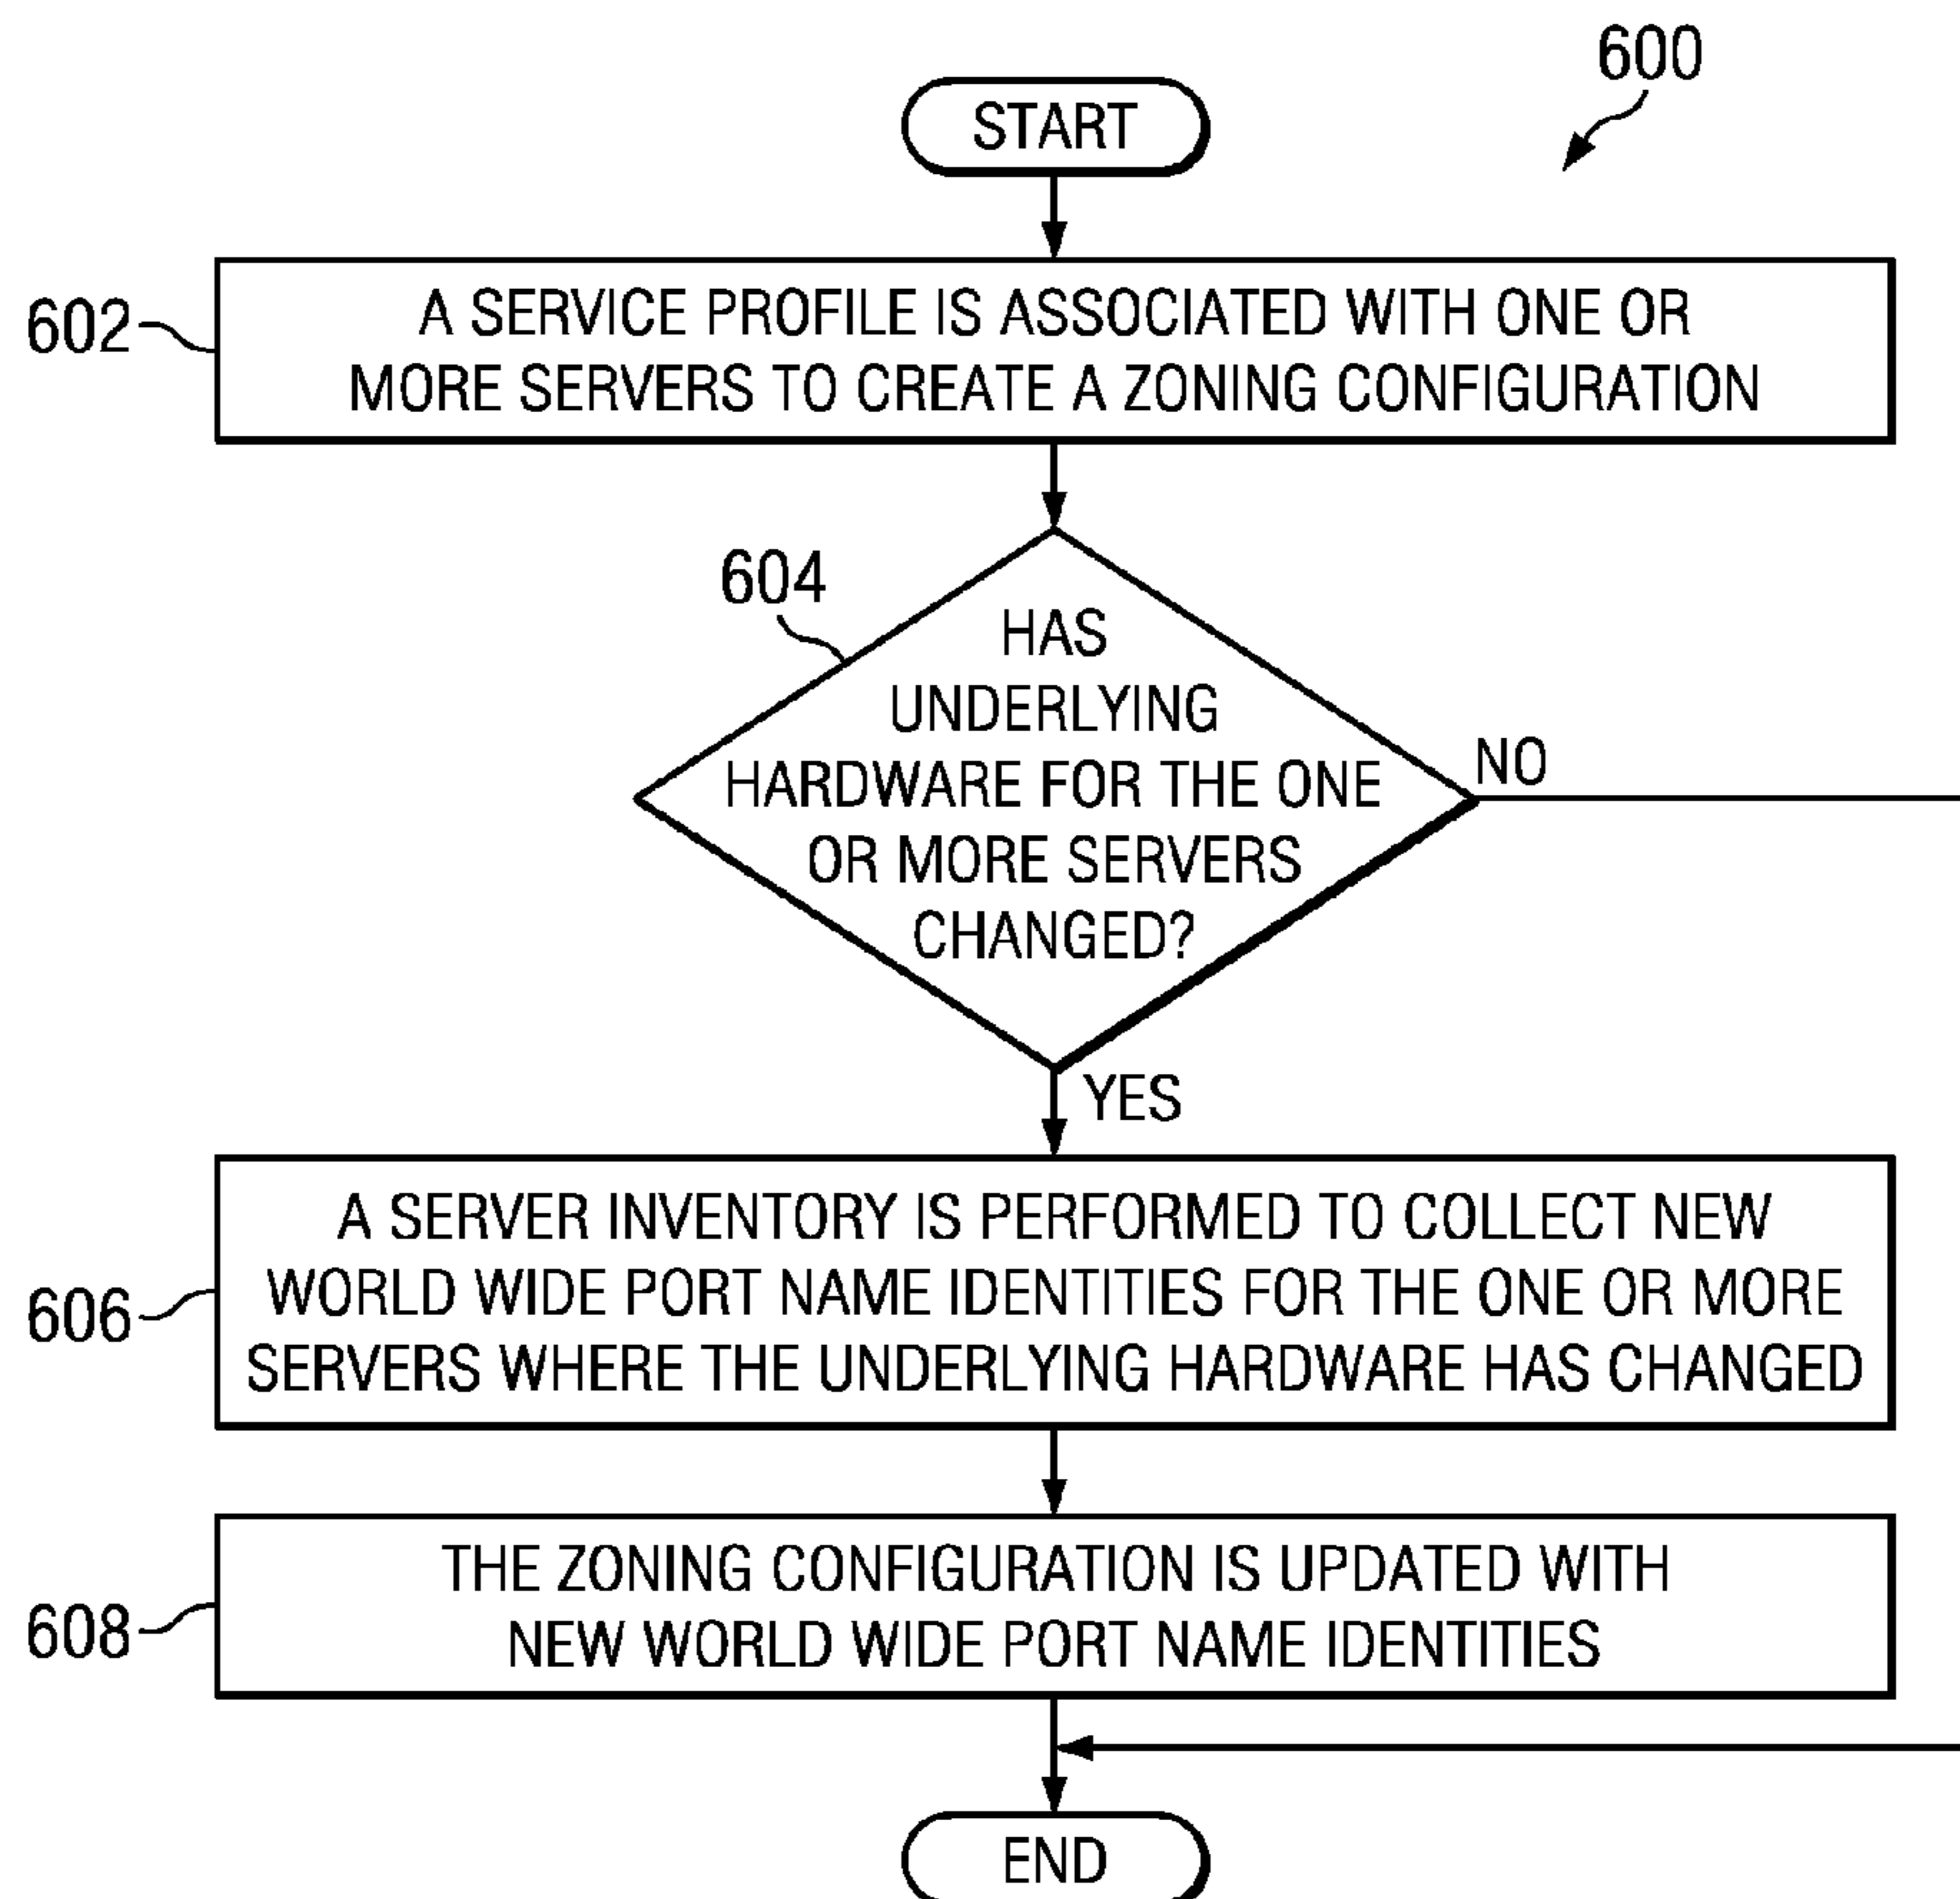 600
START
602
A SERVICE PROFILE IS ASSOCIATED WITH ONE OR
MORE SERVERS TO CREATE A ZONING CONFIGURATION
604
HAS
UNDERLYING
HARDWARE FOR THE ONE
OR MORE SERVERS
CHANGED?
NO
YES
606
A SERVER INVENTORY IS PERFORMED TO COLLECT NEW
WORLD WIDE PORT NAME IDENTITIES FOR THE ONE OR MORE
SERVERS WHERE THE UNDERLYING HARDWARE HAS CHANGED
608
THE ZONING CONFIGURATION IS UPDATED WITH
NEW WORLD WIDE PORT NAME IDENTITIES
END